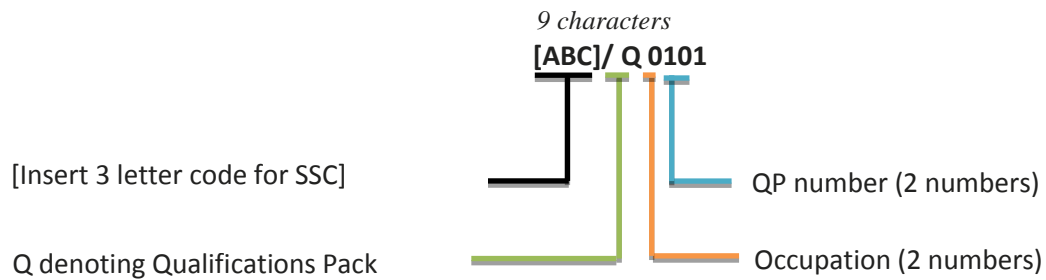 9 characters
[ABC]/ Q 0101
[Insert 3 letter code for SSC]
QP number (2 numbers)
Q denoting Qualifications Pack
Occupation (2 numbers)